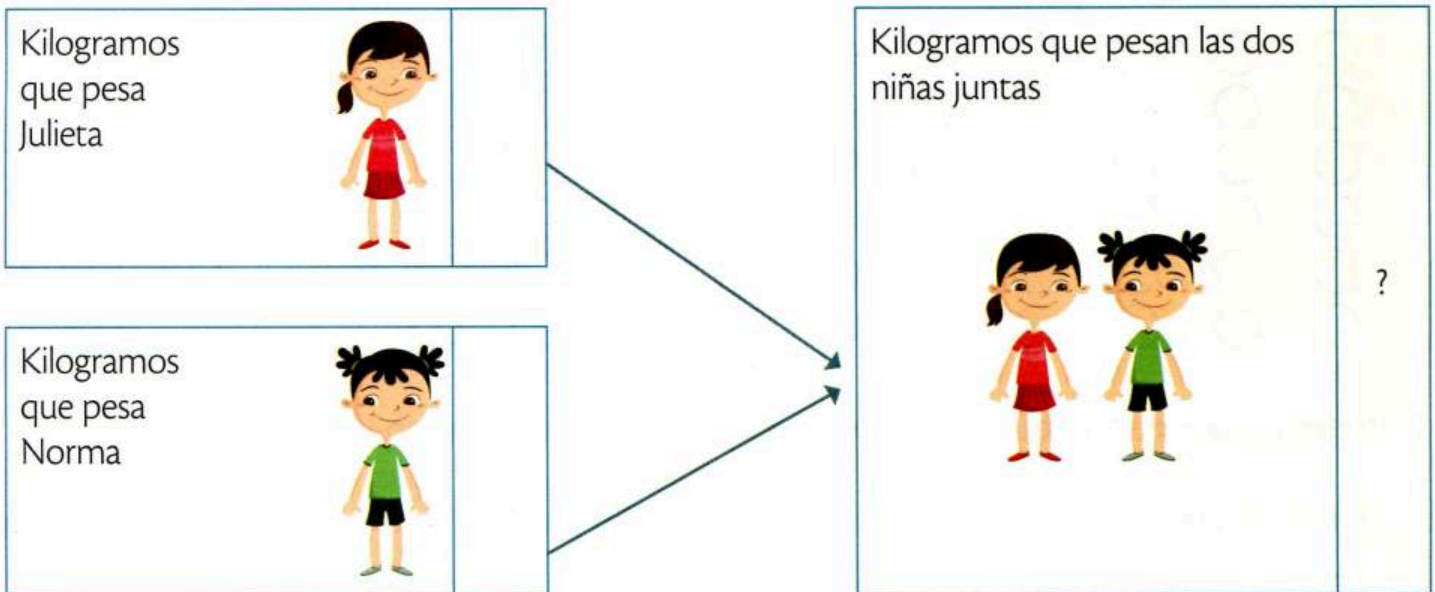 Kilogramos
que pesa
Julieta
Kilogramos
que pesa
Norma
Kilogramos que pesan las dos
niñas juntas
?